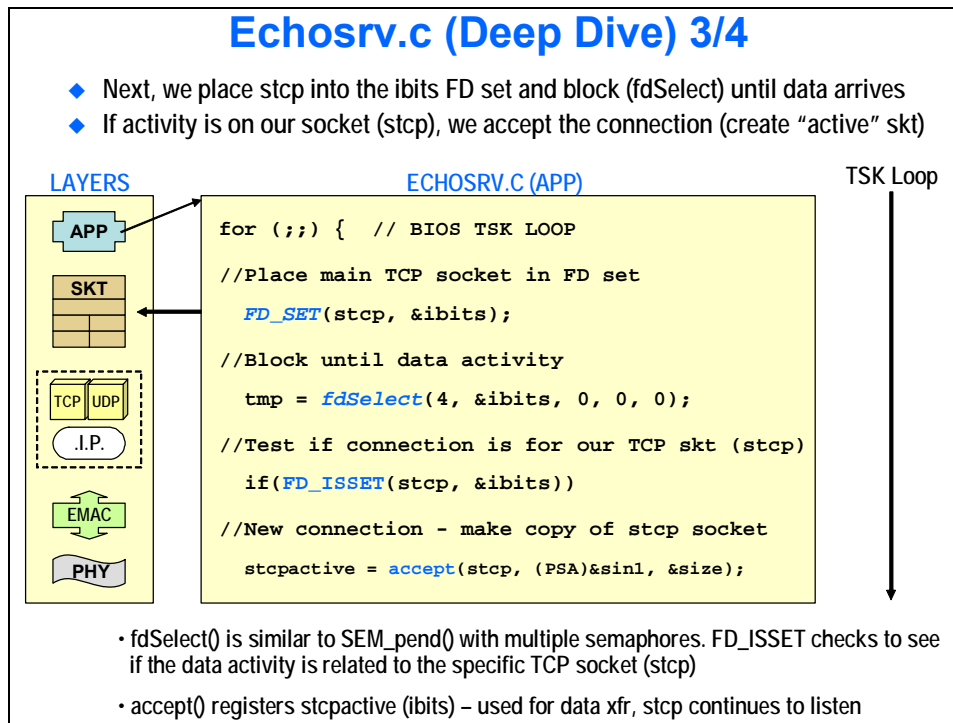 Echosrv.c (Deep Dive) 3/4
◆ Next, we place stcp into the ibits FD set and block (fdSelect) until data arrives
◆ If activity is on our socket (stcp), we accept the connection (create “active” skt)
LAYERS
ECHOSRV.C (APP)
TSK Loop
APP
SKT
TCP UDP
.I.P.
EMAC
PHY
for (;;) { // BIOS TSK LOOP
//Place main TCP socket in FD set
FD_SET(stcp, &ibits);
//Block until data activity
tmp = fdSelect(4, &ibits, 0, 0, 0);
//Test if connection is for our TCP skt (stcp)
if(FD_ISSET(stcp, &ibits))
//New connection - make copy of stcp socket
stcpactive = accept(stcp, (PSA)&sin1, &size);
• fdSelect() is similar to SEM_pend() with multiple semaphores. FD_ISSET checks to see
if the data activity is related to the specific TCP socket (stcp)
• accept() registers stcpactive (ibits) – used for data xfr, stcp continues to listen